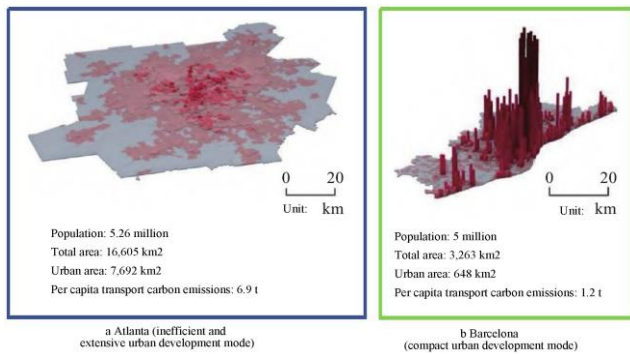 0 20
Unit: km
Population: 5.26 million
Total area: 16,605 km2
Urban area: 7,692 km2
Per capita transport carbon emissions: 6.9 t
a Atlanta (inefficient and
extensive urban development mode)
0 20
Unit: km
Population: 5 million
Total area: 3,263 km2
Urban area: 648 km2
Per capita transport carbon emissions: 1.2 t
b Barcelona
(compact urban development mode)